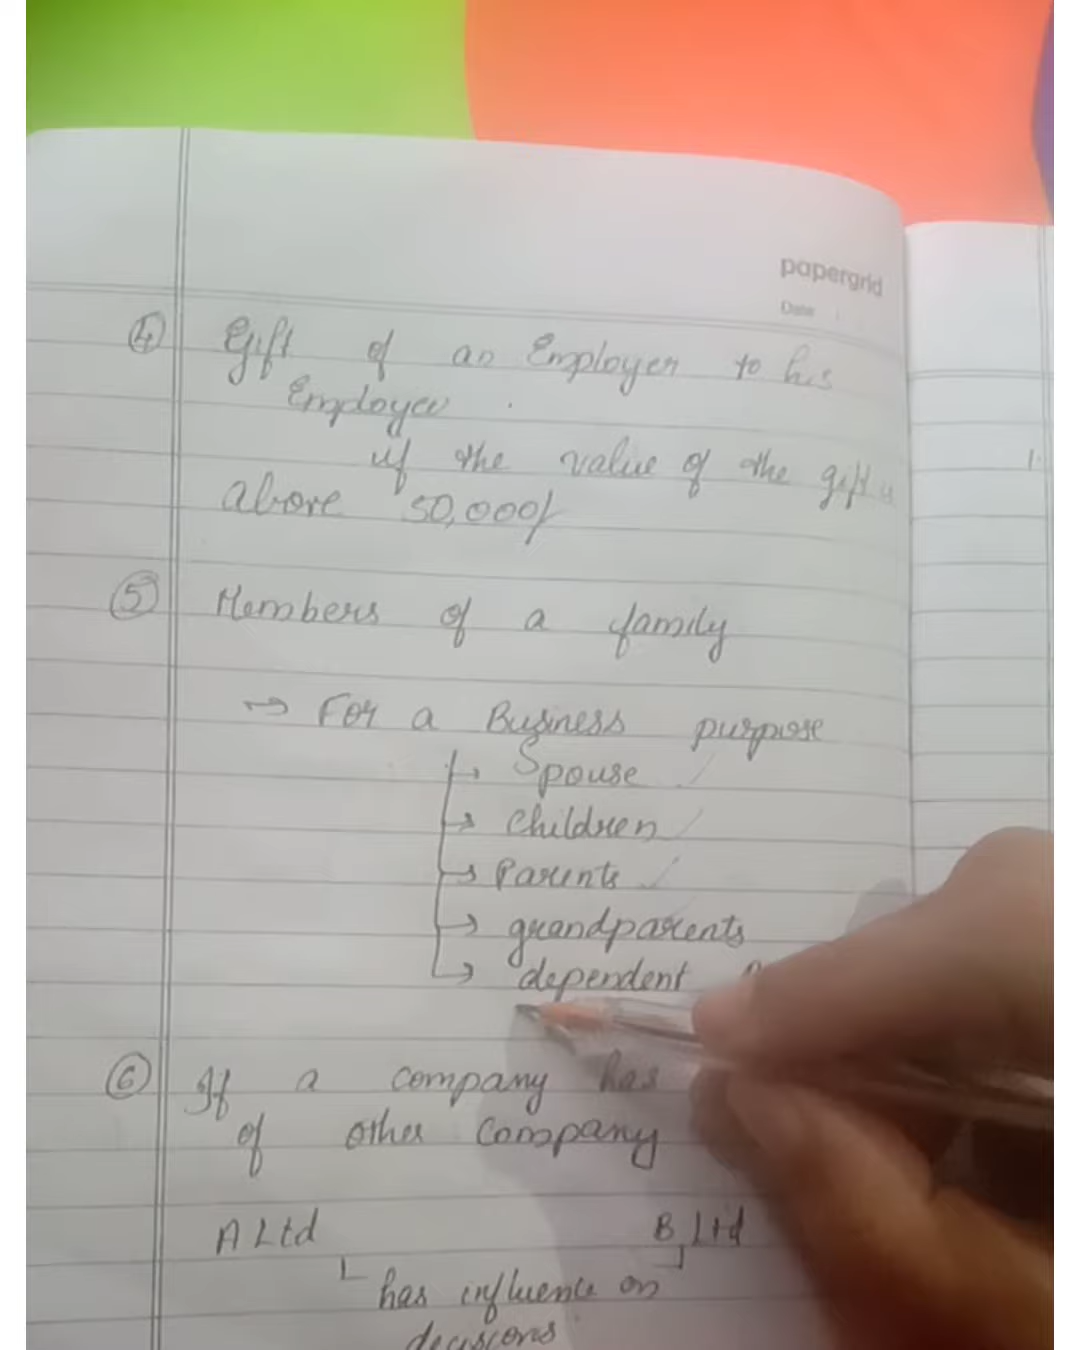 papergrid
Date
④ Gift of an Employer to his
Employee.
if the value of the gift is
above 50,000/-
⑤ Members of a family
→ For a Business purpose
→ Spouse ✓
→ Children ✓
→ Parents ✓
→ grandparents
→ dependent
⑥ If a company has
of other company
A Ltd B Ltd
has influence on
decisions.
1.